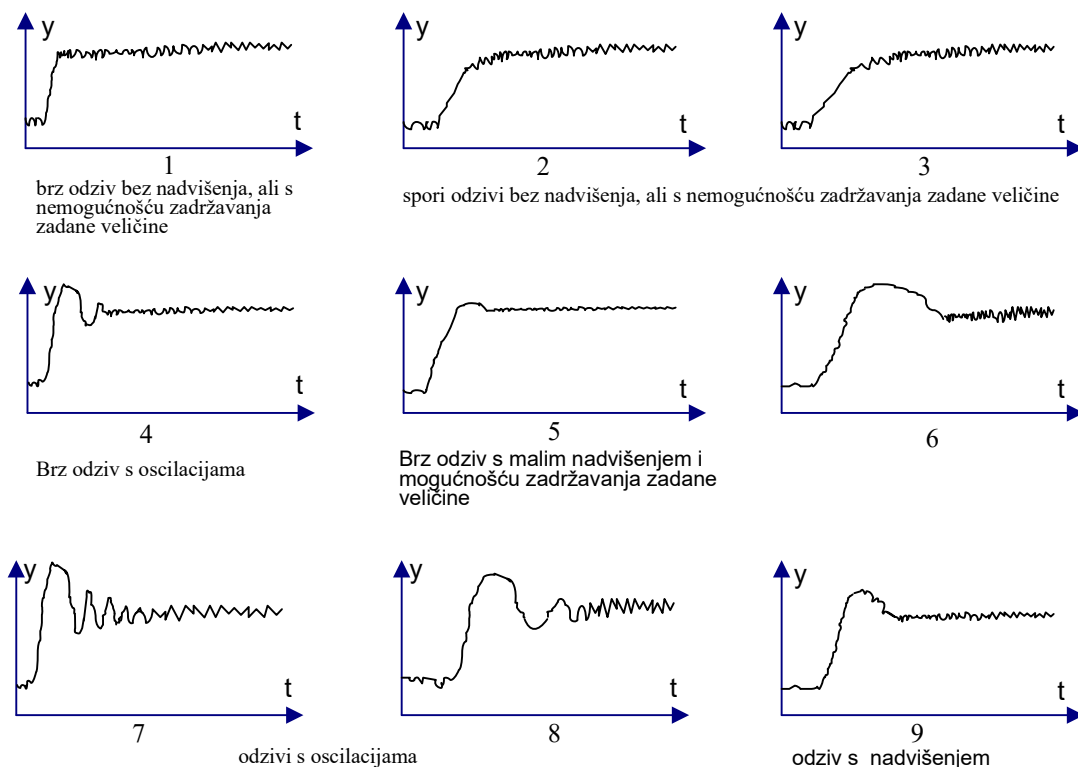 y
y
y
t
t
t
1
2
3
brz odziv bez nadvišenja, ali s
nemogućnošću zadržavanja
zadane veličine
spori odzivi bez nadvišenja, ali s nemogućnošću zadržavanja zadane veličine
y
y
y
t
t
t
4
5
6
Brz odziv s oscilacijama
Brz odziv s malim nadvišenjem i
mogućnošću zadržavanja zadane
veličine
y
y
y
t
t
t
7
8
9
odzivi s oscilacijama
odziv s nadvišenjem